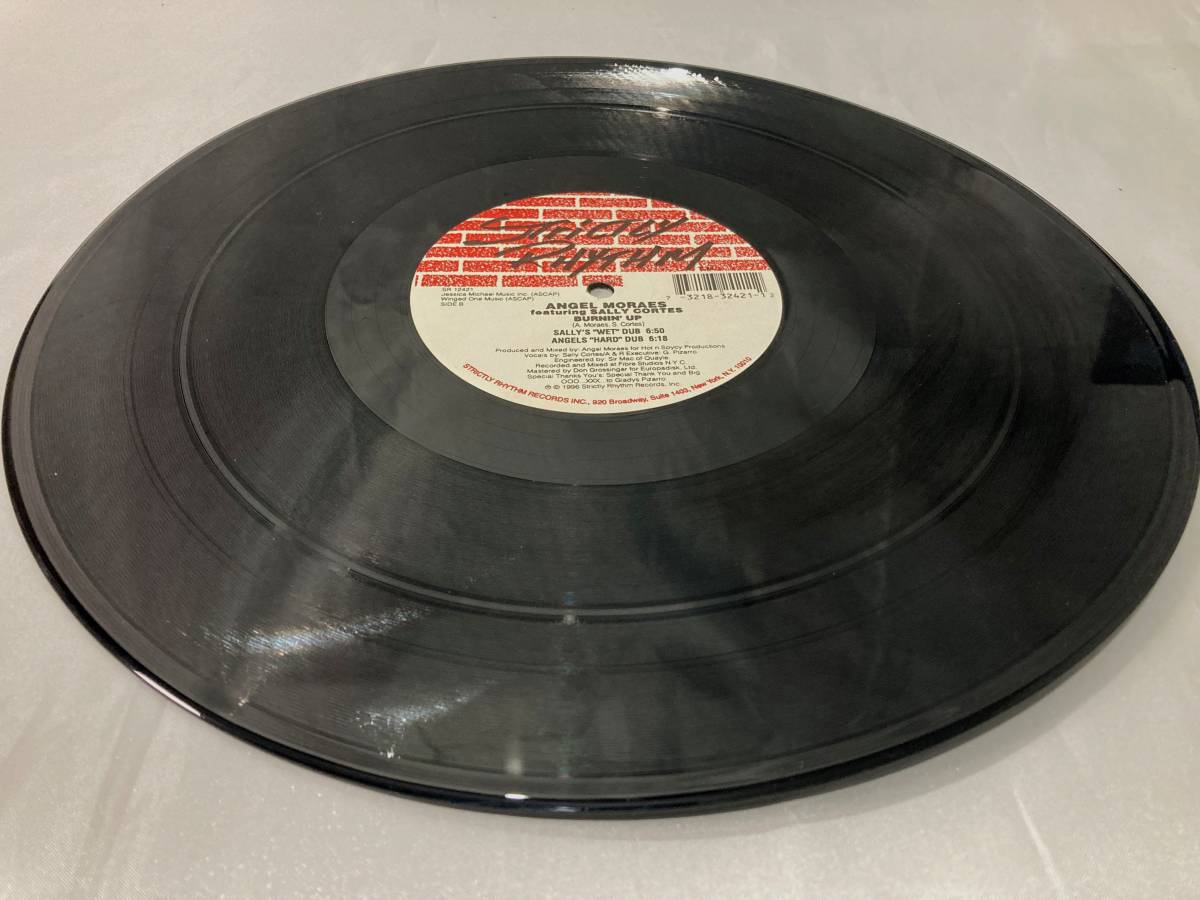 STRICTLY
RHYTHM
SR 12421
Jessica Michael Music Inc. (ASCAP)
Winged One Music (ASCAP)
SIDE B
7 -3218-32421-1 2
ANGEL MORAES
featuring SALLY CORTES
BURNIN' UP
(A. Moraes, S. Cortes)
SALLY'S "WET" DUB 6:50
ANGELS "HARD" DUB 6:18
Produced and Mixed by: Angel Moraes for Hot n Spycy Productions
Vocals by: Sally Cortes/A & R Executive: G. Pizarro
Engineered by: Sir Mac of Quayle
Recorded and Mixed at Fibre Studios N.Y.C.
Mastered by Don Grossinger for Europadisk, Ltd.
Special Thanks You's: Special Thank You and Big
OOO...XXX... to Gladys Pizarro.
℗ © 1996 Strictly Rhythm Records, Inc.
STRICTLY RHYTHM RECORDS INC., 920 Broadway, Suite 1403, New York, N.Y. 10010